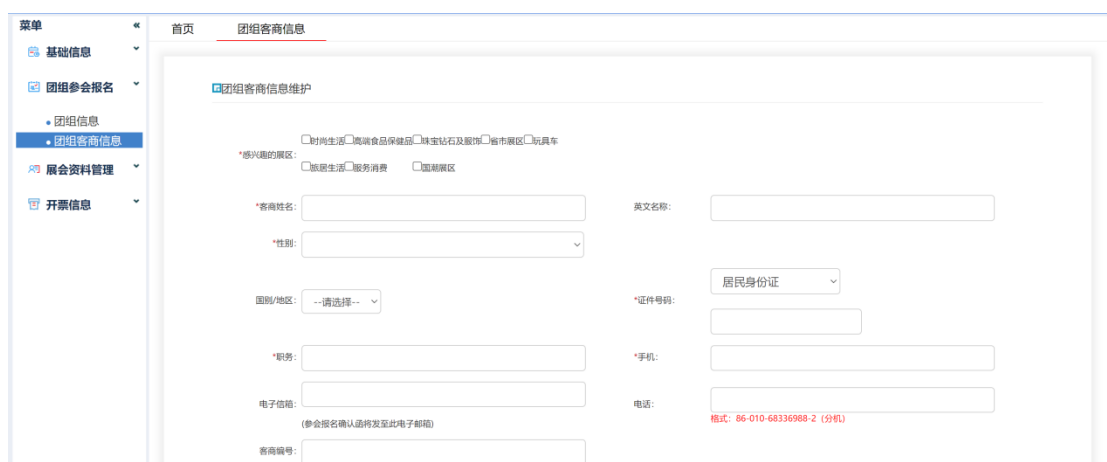 菜单 «
首页 团组客商信息
基础信息
团组参会报名
团组信息
团组客商信息
展会资料管理
开票信息
团组客商信息维护
*感兴趣的展区:
时尚生活 高端食品保健品 珠宝钻石及服饰 省市展区 玩具车
旅居生活 服务消费 国潮展区
*客商姓名: 英文名称:
*性别:
国别/地区: --请选择-- *证件号码: 居民身份证
*职务: *手机:
电子信箱: 电话:
(参会报名确认函将发至此电子邮箱) 格式: 86-010-68336988-2 (分机)
客商编号: